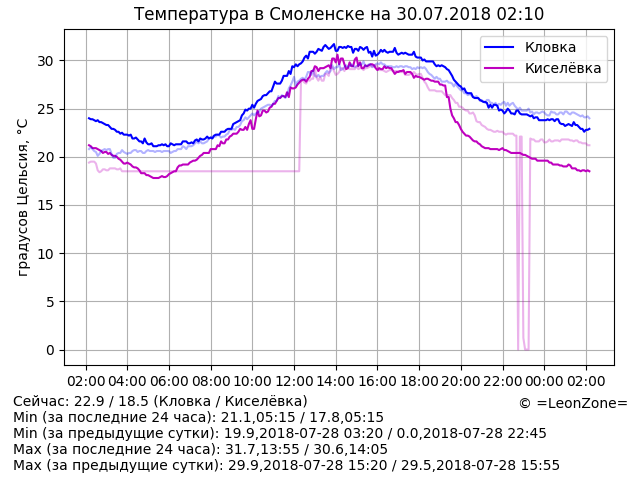 Температура в Смоленске на 30.07.2018 02:10
градусов Цельсия, °C
30
25
20
15
10
5
0
Кловка
Киселёвка
02:00 04:00 06:00 08:00 10:00 12:00 14:00 16:00 18:00 20:00 22:00 00:00 02:00
Сейчас: 22.9 / 18.5 (Кловка / Киселёвка)
© =LeonZone=
Min (за последние 24 часа): 21.1,05:15 / 17.8,05:15
Min (за предыдущие сутки): 19.9,2018-07-28 03:20 / 0.0,2018-07-28 22:45
Max (за последние 24 часа): 31.7,13:55 / 30.6,14:05
Max (за предыдущие сутки): 29.9,2018-07-28 15:20 / 29.5,2018-07-28 15:55